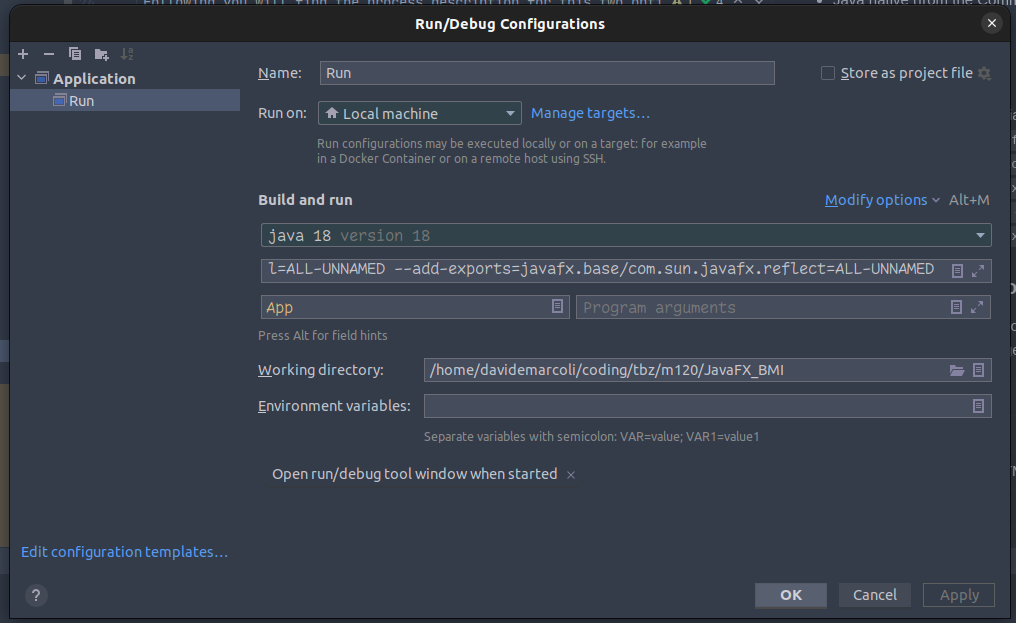 Run/Debug Configurations
Application
Run
Name: Run Store as project file
Run on: Local machine Manage targets...
Run configurations may be executed locally or on a target: for example
in a Docker Container or on a remote host using SSH.
Build and run Modify options Alt+M
java 18 version 18
l=ALL-UNNAMED --add-exports=javafx.base/com.sun.javafx.reflect=ALL-UNNAMED
App Program arguments
Press Alt for field hints
Working directory: /home/davidemarcoli/coding/tbz/m120/JavaFX_BMI
Environment variables:
Separate variables with semicolon: VAR=value; VAR1=value1
Open run/debug tool window when started ×
Edit configuration templates...
? OK Cancel Apply